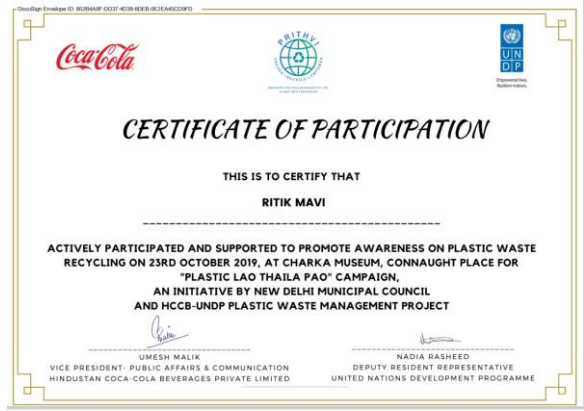 DocuSign Envelope ID: 802B4A8F-DD37-4D39-8DEB-0E2EA45CD9FD
Coca-Cola
PRITHVI
UN
DP
Empowered lives.
Resilient nations.
CERTIFICATE OF PARTICIPATION
THIS IS TO CERTIFY THAT
RITIK MAVI
ACTIVELY PARTICIPATED AND SUPPORTED TO PROMOTE AWARENESS ON PLASTIC WASTE
RECYCLING ON 23RD OCTOBER 2019, AT CHARKA MUSEUM, CONNAUGHT PLACE FOR
"PLASTIC LAO THAILA PAO" CAMPAIGN,
AN INITIATIVE BY NEW DELHI MUNICIPAL COUNCIL
AND HCCB-UNDP PLASTIC WASTE MANAGEMENT PROJECT
UMESH MALIK
VICE PRESIDENT- PUBLIC AFFAIRS & COMMUNICATION
HINDUSTAN COCA-COLA BEVERAGES PRIVATE LIMITED
NADIA RASHEED
DEPUTY RESIDENT REPRESENTATIVE
UNITED NATIONS DEVELOPMENT PROGRAMME